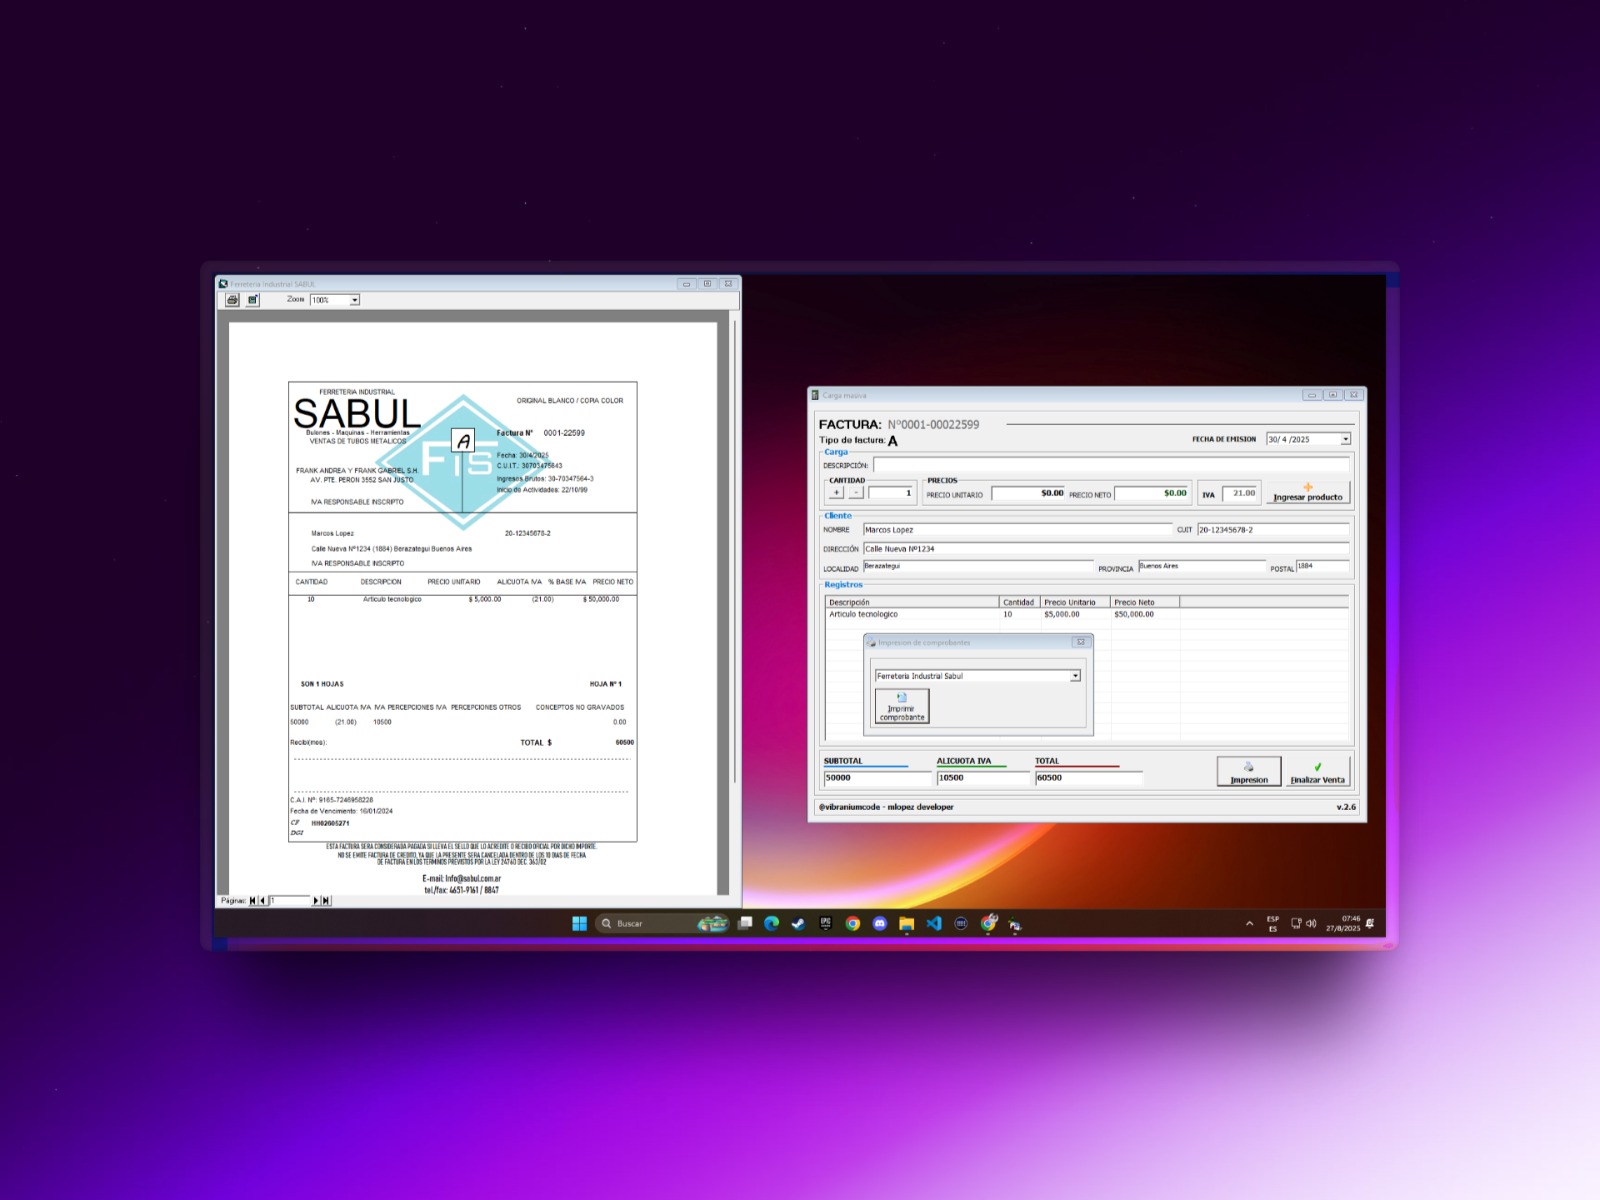 Ferreteria Industrial SABUL
Zoom 100%
FERRETERIA INDUSTRIAL
SABUL
Bulones - Maquinas - Herramientas
VENTAS DE TUBOS METALICOS
FRANK ANDREA Y FRANK GABRIEL S.H.
AV. PTE. PERON 3552 SAN JUSTO
IVA RESPONSABLE INSCRIPTO
A
FIS
ORIGINAL BLANCO / COPIA COLOR
Factura Nº 0001-22599
Fecha: 30/4/2025
C.U.I.T.: 30703475643
Ingresos Brutos: 30-70347564-3
Inicio de Actividades: 22/10/99
Marcos Lopez 20-12345678-2
Calle Nueva Nº1234 (1884) Berazategui Buenos Aires
IVA RESPONSABLE INSCRIPTO
CANTIDAD DESCRIPCION PRECIO UNITARIO ALICUOTA IVA % BASE IVA PRECIO NETO
10 Articulo tecnologico $ 5,000.00 (21.00) $ 50,000.00
SON 1 HOJAS HOJA Nº 1
SUBTOTAL ALICUOTA IVA IVA PERCEPCIONES IVA PERCEPCIONES OTROS CONCEPTOS NO GRAVADOS
50000 (21.00) 10500 0.00
Recibi(mos): TOTAL $ 60500
C.A.I. Nº: 9165-7246958228
Fecha de Vencimiento: 16/01/2024
CF HH02605271
DGI
ESTA FACTURA SERA CONSIDERADA PAGADA SI LLEVA EL SELLO QUE LO ACREDITE O RECIBO OFICIAL POR DICHO IMPORTE.
NO SE EMITE FACTURA DE CREDITO, YA QUE LA PRESENTE SERA CANCELADA DENTRO DE LOS 10 DIAS DE FECHA
DE FACTURA EN LOS TERMINOS PREVISTOS POR LA LEY 24760 DEC. 363/02
E-mail: Info@sabul.com.ar
tel./fax: 4651-9161 / 8847
Páginas: 1
Carga masiva
FACTURA: Nº0001-00022599
Tipo de factura: A
FECHA DE EMISION 30/ 4 /2025
Carga
DESCRIPCIÓN:
CANTIDAD
+ - 1
PRECIOS
PRECIO UNITARIO $0.00 PRECIO NETO $0.00
IVA 21.00
Ingresar producto
Cliente
NOMBRE Marcos Lopez CUIT 20-12345678-2
DIRECCIÓN Calle Nueva Nº1234
LOCALIDAD Berazategui PROVINCIA Buenos Aires POSTAL 1884
Registros
Descripción Cantidad Precio Unitario Precio Neto
Articulo tecnologico 10 $5,000.00 $50,000.00
Impresion de comprobantes
Ferreteria Industrial Sabul
Imprimir
comprobante
SUBTOTAL ALICUOTA IVA TOTAL
50000 10500 60500
Impresion
Finalizar Venta
@vibraniumcode - mlopez developer v.2.6
Buscar
EPIC
ESP
ES
07:46
27/8/2025